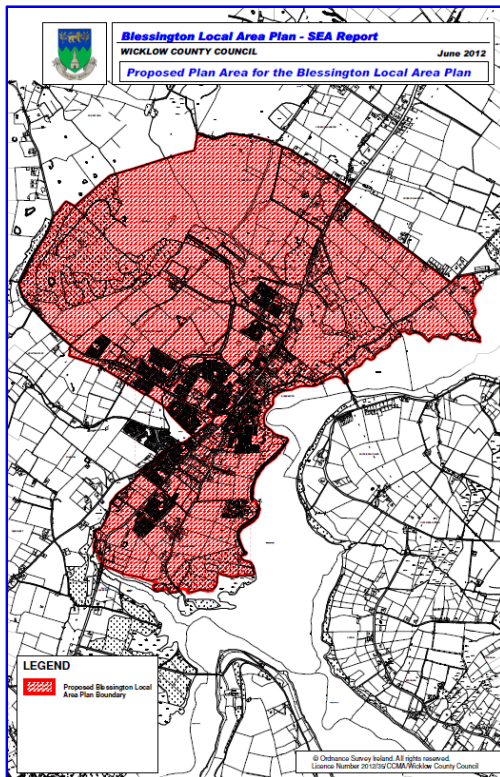 Blessington Local Area Plan - SEA Report
WICKLOW COUNTY COUNCIL
June 2012
Proposed Plan Area for the Blessington Local Area Plan
LEGEND
Proposed Blessington Local
Area Plan Boundary
© Ordnance Survey Ireland. All rights reserved.
Licence Number 2012/35/CCMA/Wicklow County Council